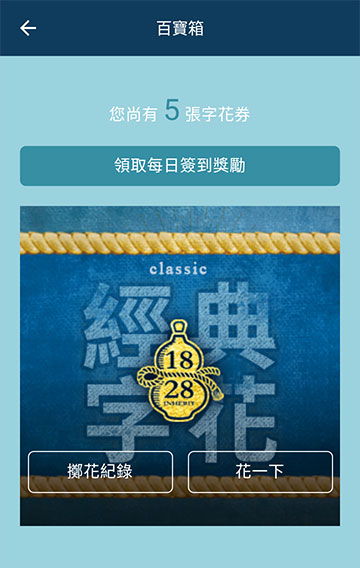 百寶箱
您尚有 5 張字花券
領取每日簽到獎勵
classic
經典
18
28
INHERIT
字花
擲花紀錄
花一下